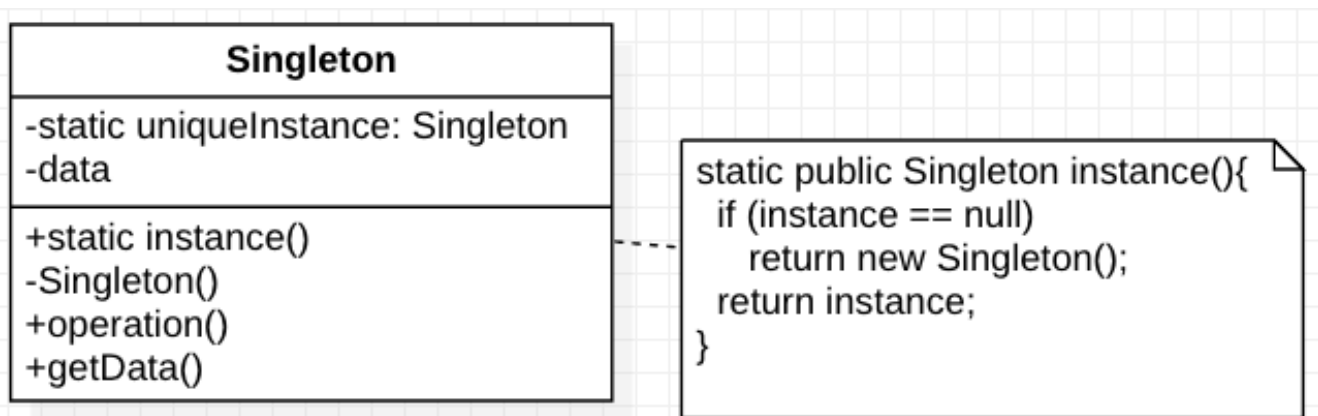 Singleton
-static uniqueInstance: Singleton
-data
+static instance()
-Singleton()
+operation()
+getData()
static public Singleton instance(){
if (instance == null)
return new Singleton();
return instance;
}